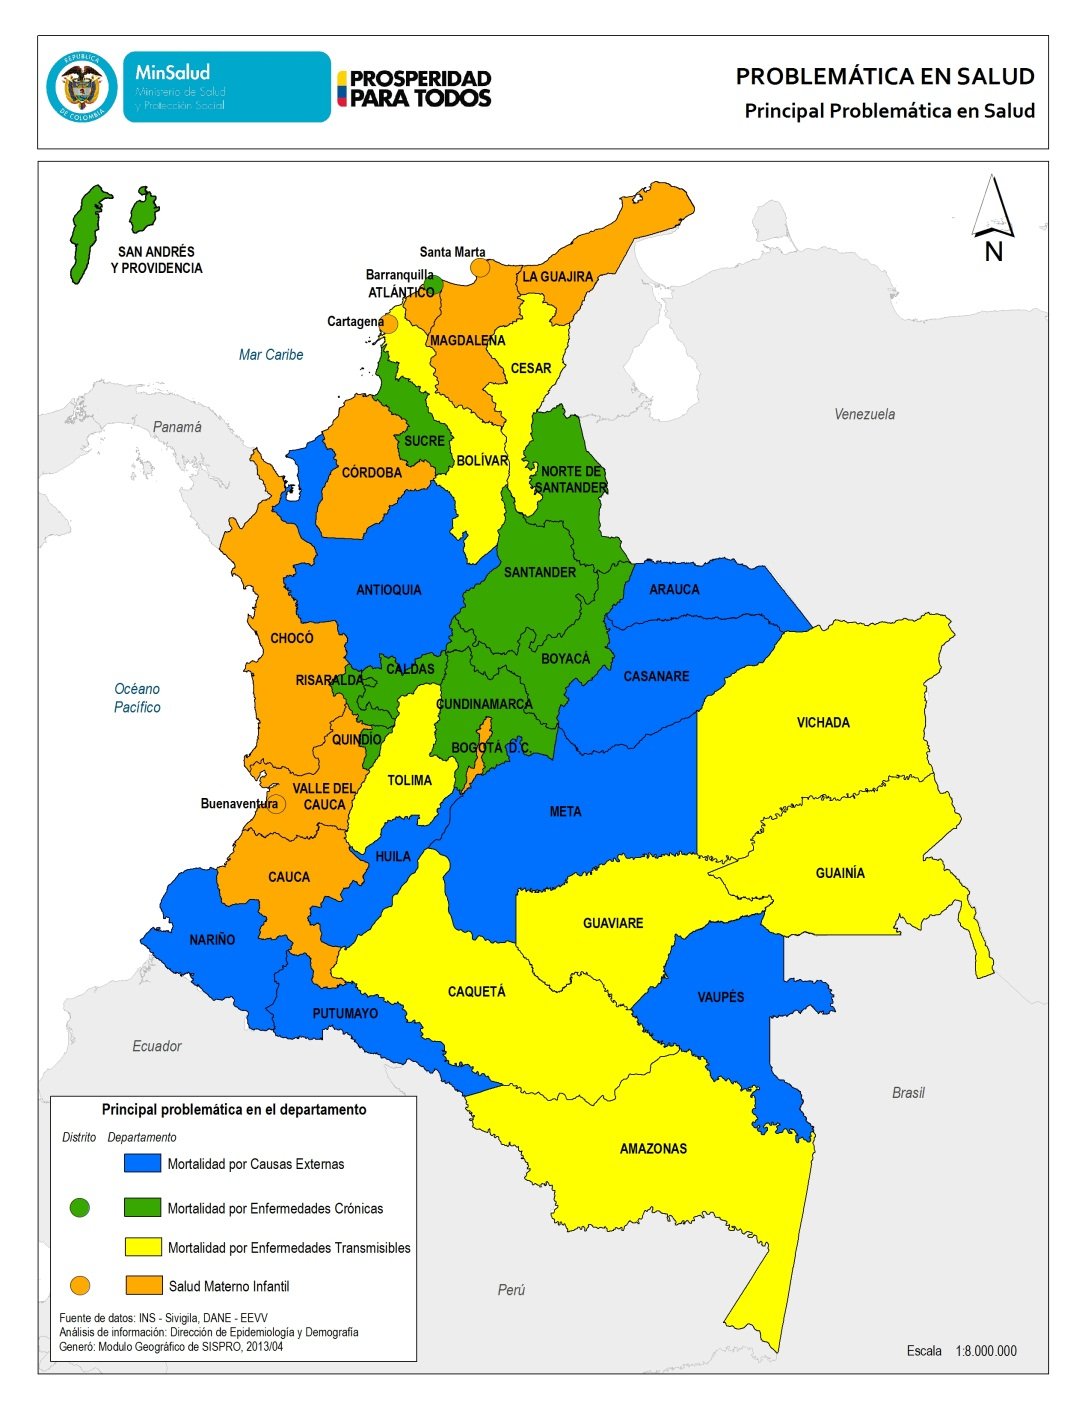 REPUBLICA
DE COLOMBIA
MinSalud
Ministerio de Salud
y Protección Social
PROSPERIDAD
PARA TODOS
PROBLEMÁTICA EN SALUD
Principal Problemática en Salud
SAN ANDRÉS
Y PROVIDENCIA
N
Santa Marta
Barranquilla
ATLÁNTICO
LA GUAJIRA
Cartagena
MAGDALENA
Mar Caribe
CESAR
Venezuela
Panamá
SUCRE
BOLÍVAR
CÓRDOBA
NORTE DE
SANTANDER
SANTANDER
ANTIOQUIA
ARAUCA
CHOCÓ
BOYACÁ
CALDAS
RISARALDA
CASANARE
Océano
Pacífico
CUNDINAMARCA
VICHADA
QUINDÍO
BOGOTÁ D.C.
TOLIMA
VALLE DEL
CAUCA
Buenaventura
META
HUILA
CAUCA
GUAINÍA
GUAVIARE
NARIÑO
CAQUETÁ
VAUPÉS
PUTUMAYO
Ecuador
Brasil
AMAZONAS
Perú
Principal problemática en el departamento
Distrito Departamento
Mortalidad por Causas Externas
Mortalidad por Enfermedades Crónicas
Mortalidad por Enfermedades Transmisibles
Salud Materno Infantil
Fuente de datos: INS - Sivigila, DANE - EEVV
Análisis de información: Dirección de Epidemiología y Demografía
Generó: Modulo Geográfico de SISPRO, 2013/04
Escala 1:8.000.000